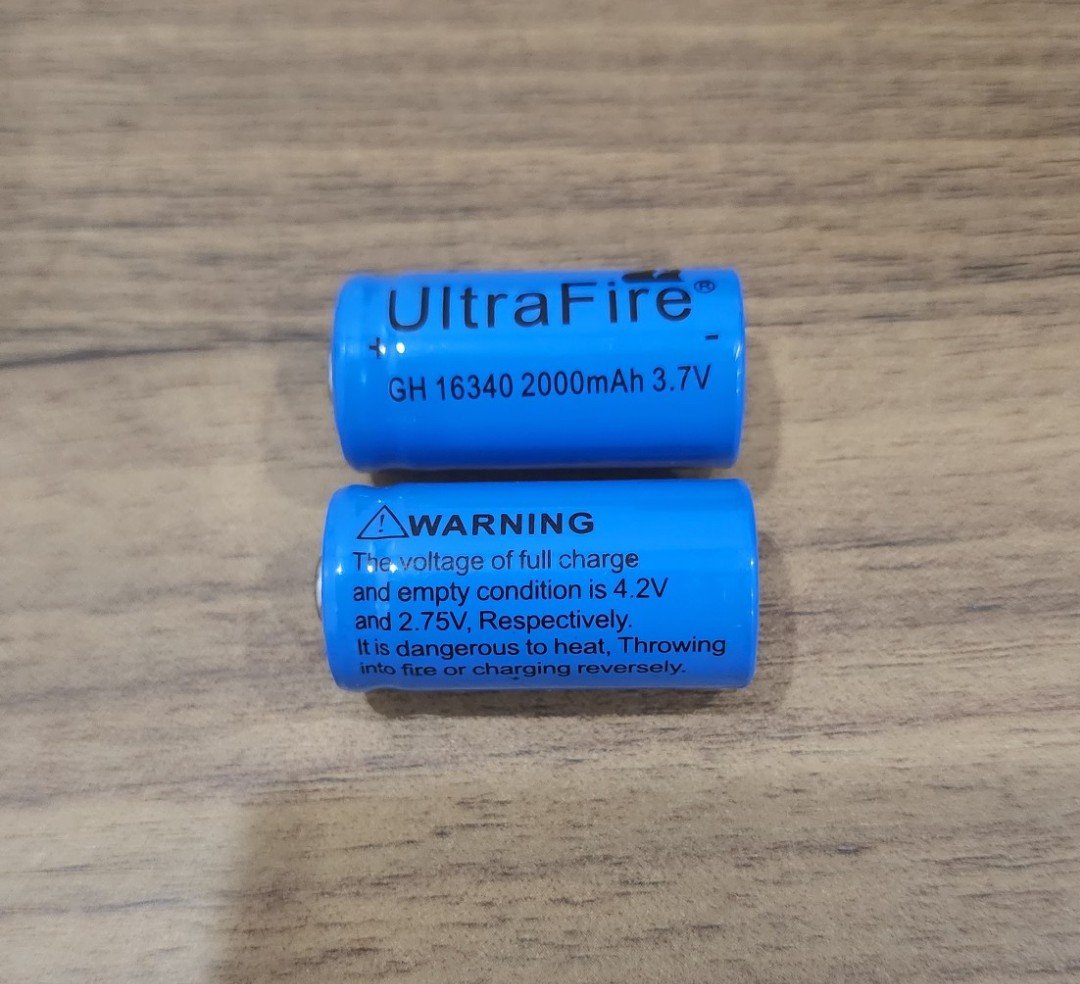 UltraFire®
+ -
GH 16340 2000mAh 3.7V
WARNING
The voltage of full charge
and empty condition is 4.2V
and 2.75V, Respectively.
It is dangerous to heat, Throwing
into fire or charging reversely.